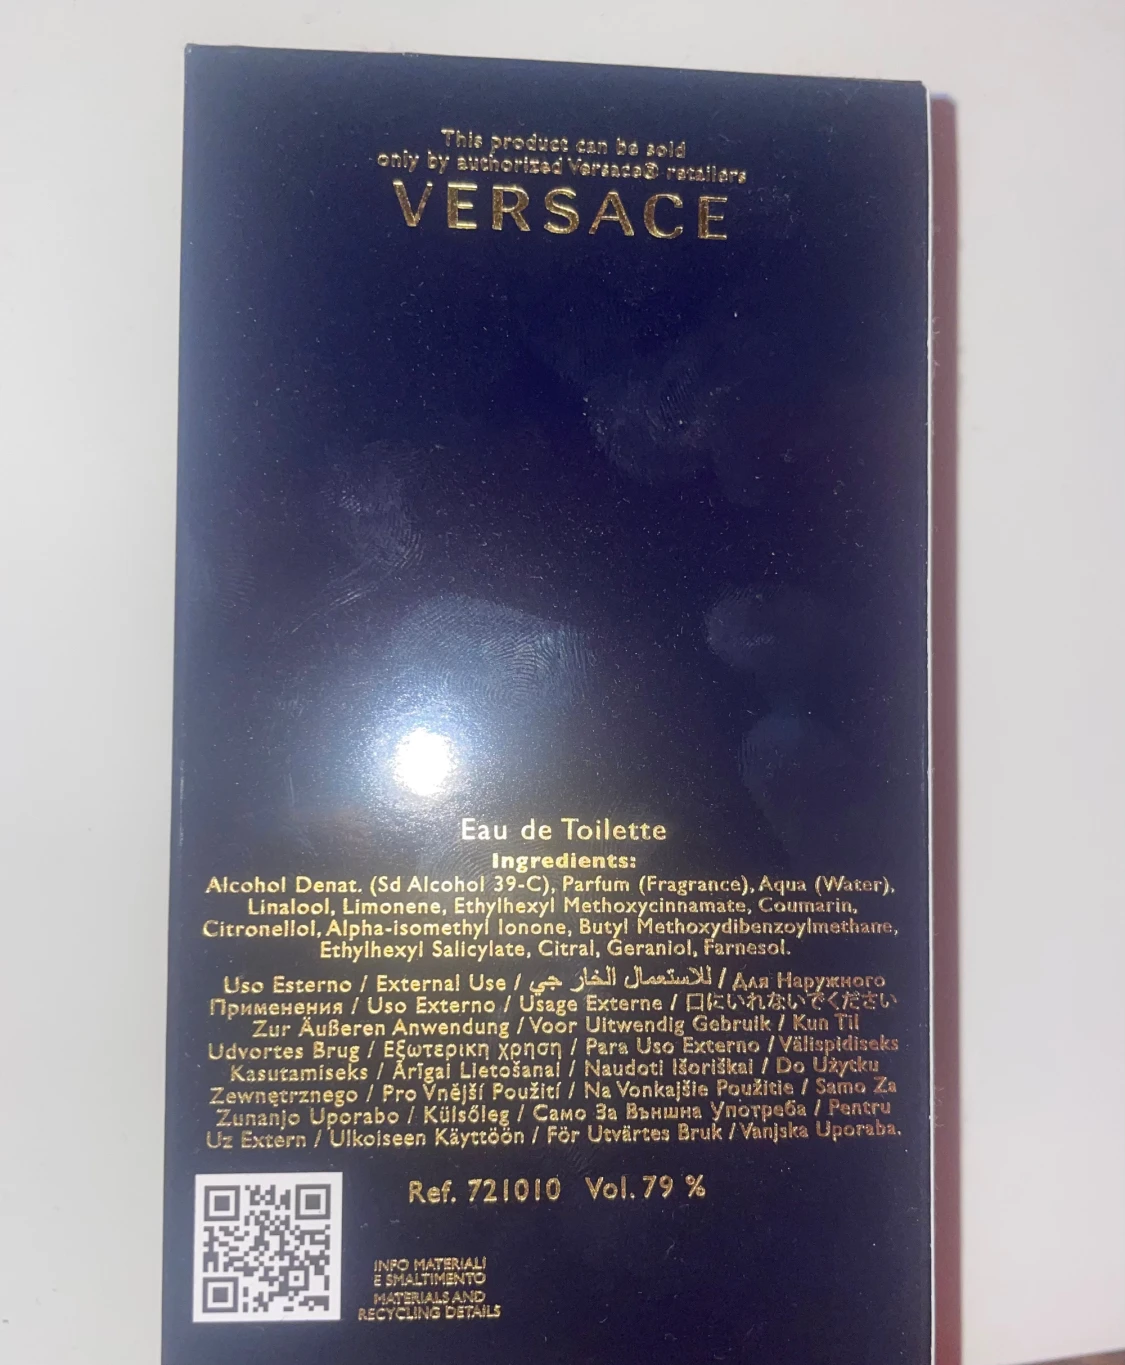 This product can be sold
only by authorized Versace® retailers
VERSACE
Eau de Toilette
Ingredients:
Alcohol Denat. (Sd Alcohol 39-C), Parfum (Fragrance), Aqua (Water),
Linalool, Limonene, Ethylhexyl Methoxycinnamate, Coumarin,
Citronellol, Alpha-isomethyl Ionone, Butyl Methoxydibenzoylmethane,
Ethylhexyl Salicylate, Citral, Geraniol, Farnesol.
Uso Esterno / External Use / للاستعمال الخار جي / Для Наружного
Применения / Uso Externo / Usage Externe / 口にいれないでください
Zur Äußeren Anwendung / Voor Uitwendig Gebruik / Kun Til
Udvortes Brug / Εξωτερικη χρηση / Para Uso Externo / Välispidiseks
Kasutamiseks / Ārīgai Lietošanai / Naudoti Išoriškai / Do Użytku
Zewnętrznego / Pro Vnější Použití / Na Vonkajšie Použitie / Samo Za
Zunanjo Uporabo / Külsőleg / Само За Външна Употреба / Pentru
Uz Extern / Ulkoiseen Käyttöön / För Utvärtes Bruk / Vanjska Uporaba.
Ref. 721010 Vol. 79 %
INFO MATERIALI
E SMALTIMENTO
MATERIALS AND
RECYCLING DETAILS